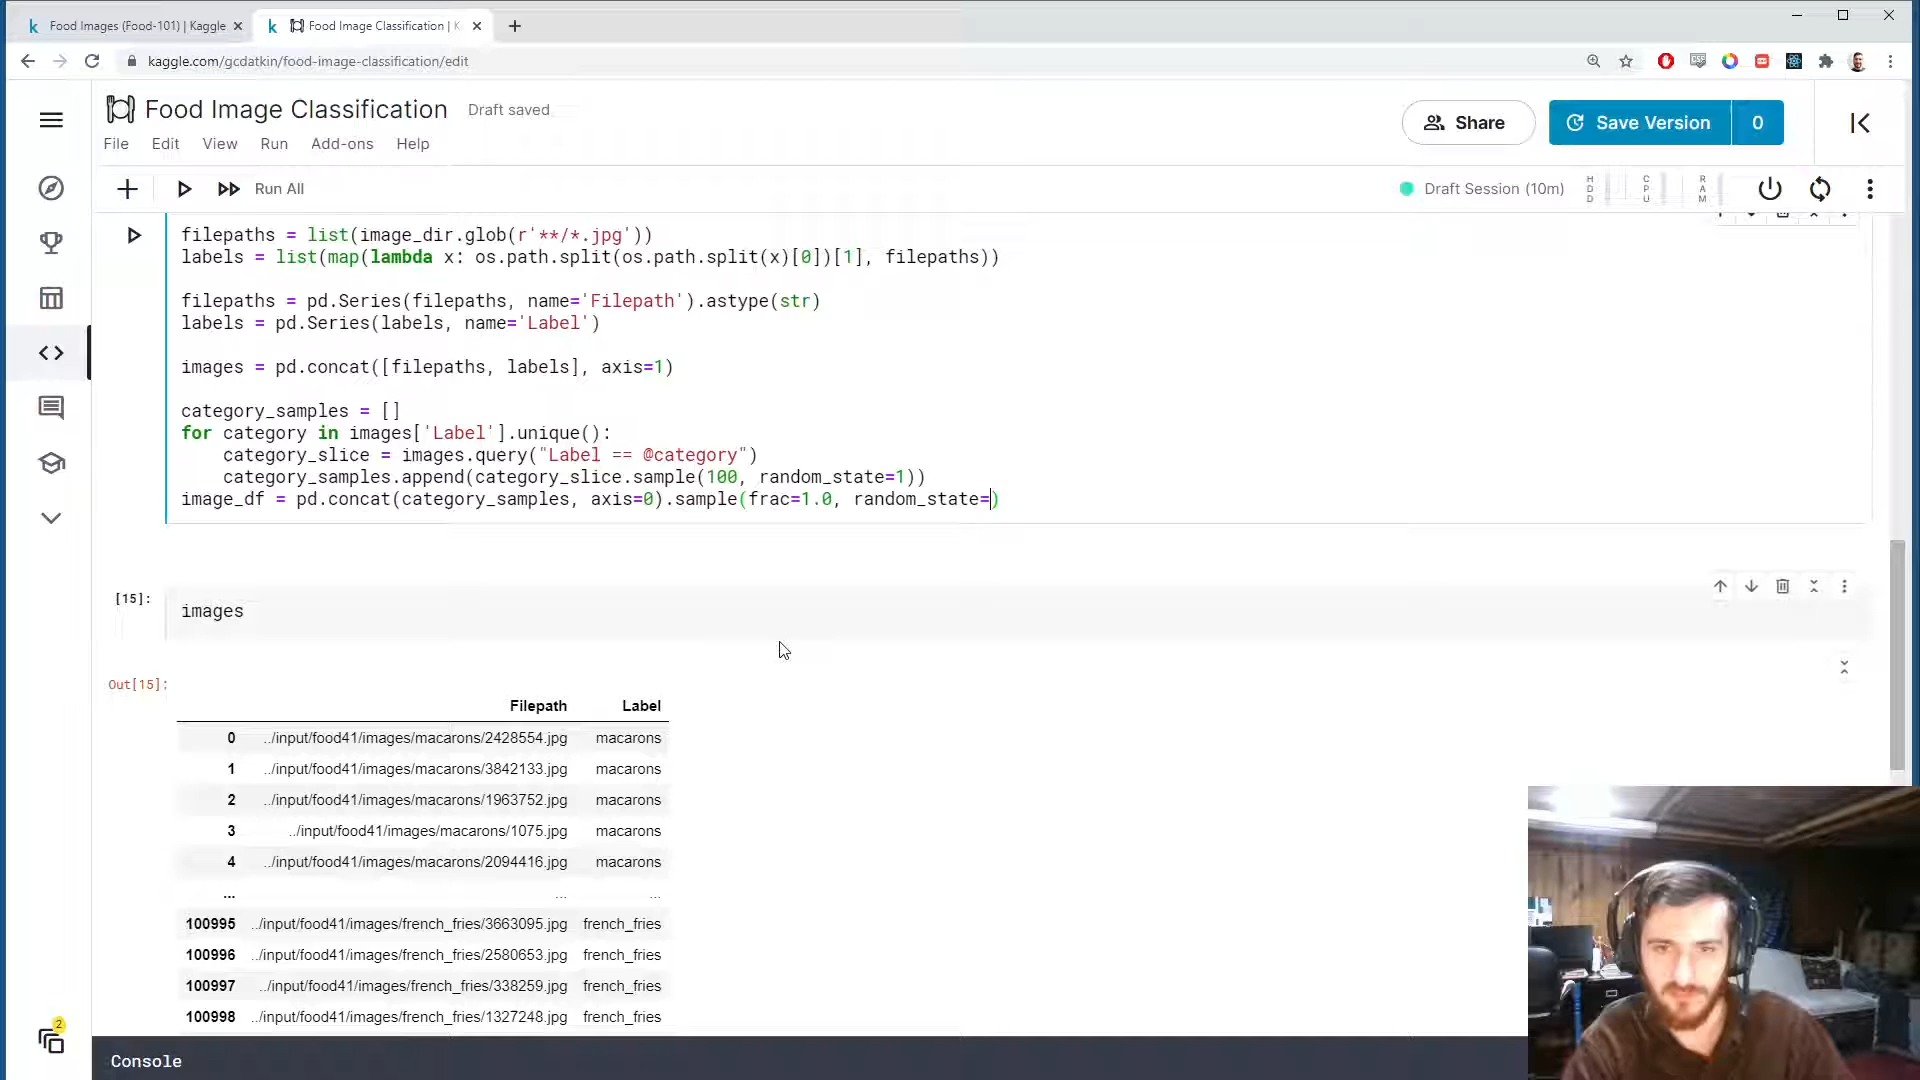 Food Images (Food-101) | Kaggle
Food Image Classification | K
kaggle.com/gcdatkin/food-image-classification/edit
Food Image Classification
Draft saved
File Edit View Run Add-ons Help
Share
Save Version
0
Run All
Draft Session (10m)
HDD
CPU
RAM
filepaths = list(image_dir.glob(r'**/*.jpg'))
labels = list(map(lambda x: os.path.split(os.path.split(x)[0])[1], filepaths))
filepaths = pd.Series(filepaths, name='Filepath').astype(str)
labels = pd.Series(labels, name='Label')
images = pd.concat([filepaths, labels], axis=1)
category_samples = []
for category in images['Label'].unique():
    category_slice = images.query("Label == @category")
    category_samples.append(category_slice.sample(100, random_state=1))
image_df = pd.concat(category_samples, axis=0).sample(frac=1.0, random_state=)
[15]:
images
Out[15]:
Filepath Label
0 ../input/food41/images/macarons/2428554.jpg macarons
1 ../input/food41/images/macarons/3842133.jpg macarons
2 ../input/food41/images/macarons/1963752.jpg macarons
3 ../input/food41/images/macarons/1075.jpg macarons
4 ../input/food41/images/macarons/2094416.jpg macarons
... ... ...
100995 ../input/food41/images/french_fries/3663095.jpg french_fries
100996 ../input/food41/images/french_fries/2580653.jpg french_fries
100997 ../input/food41/images/french_fries/338259.jpg french_fries
100998 ../input/food41/images/french_fries/1327248.jpg french_fries
2
Console